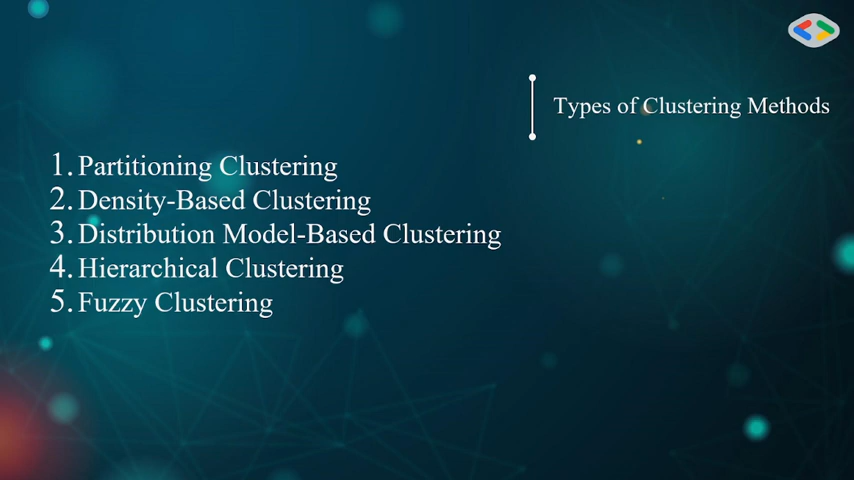 Types of Clustering Methods
1. Partitioning Clustering
2. Density-Based Clustering
3. Distribution Model-Based Clustering
4. Hierarchical Clustering
5. Fuzzy Clustering